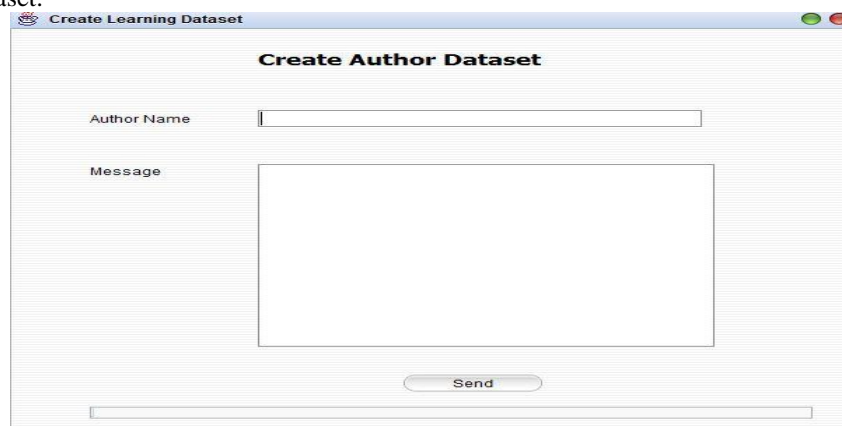 Create Learning Dataset
Create Author Dataset
Author Name
Message
Send